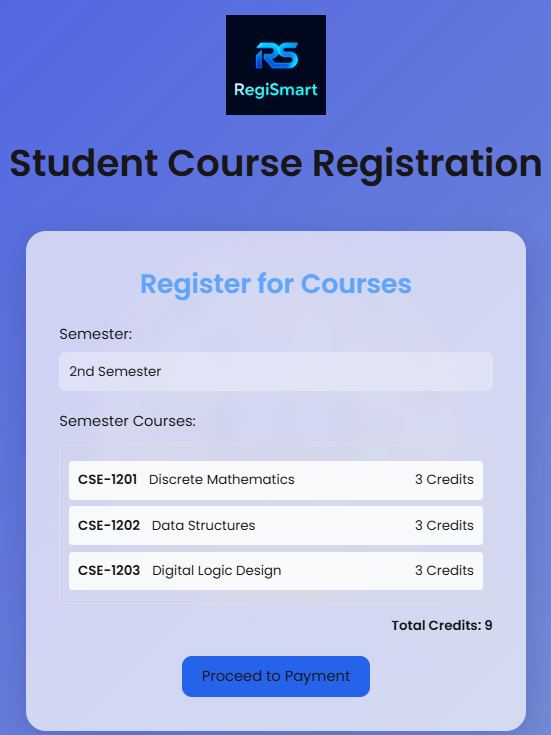 RS
RegiSmart
Student Course Registration
Register for Courses
Semester:
2nd Semester
Semester Courses:
CSE-1201 Discrete Mathematics 3 Credits
CSE-1202 Data Structures 3 Credits
CSE-1203 Digital Logic Design 3 Credits
Total Credits: 9
Proceed to Payment